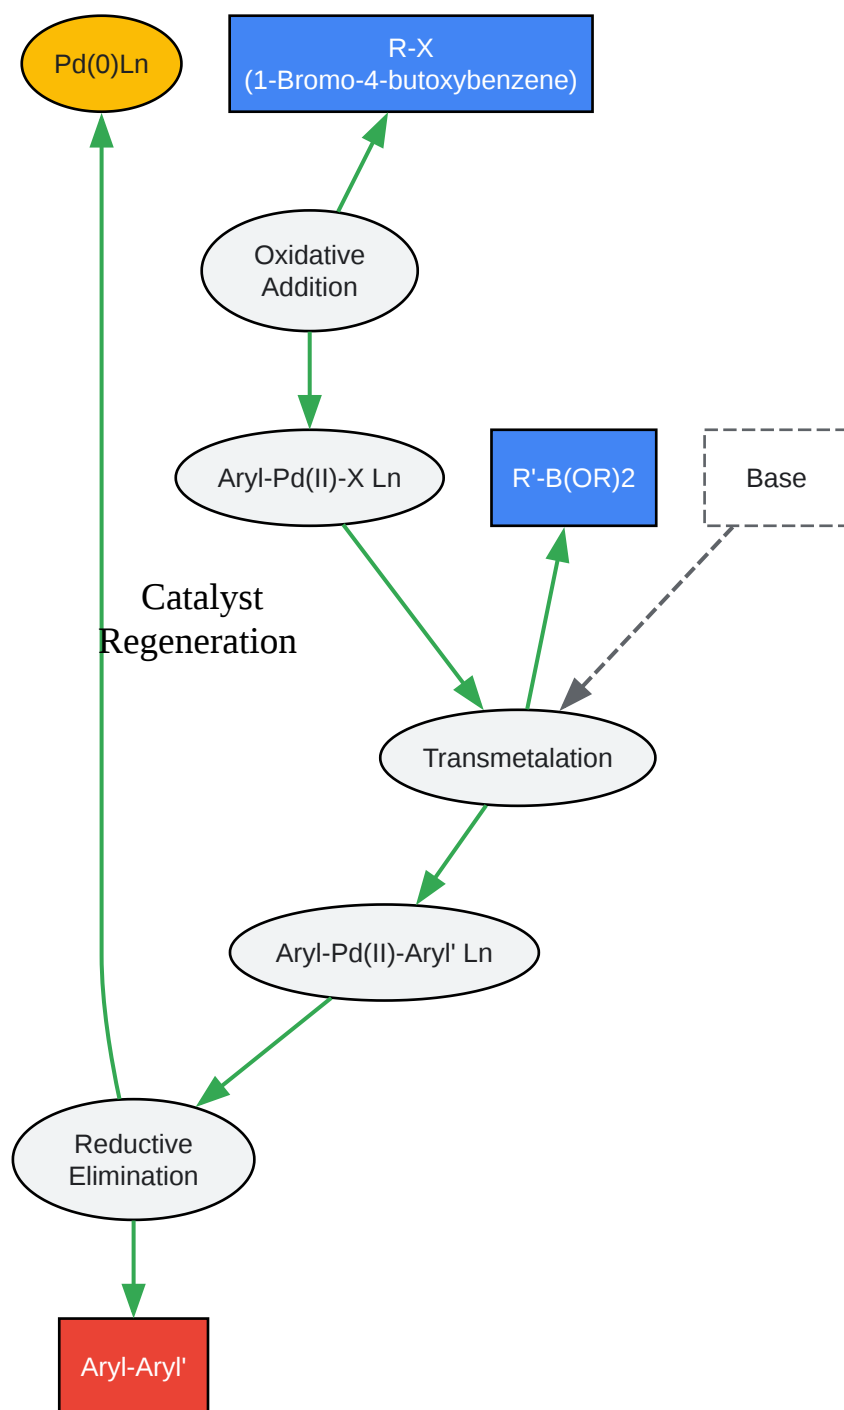 Pd(0)Ln
R-X
(1-Bromo-4-butoxybenzene)
Oxidative
Addition
Aryl-Pd(II)-X Ln
R'-B(OR)2
Base
Catalyst
Regeneration
Transmetalation
Aryl-Pd(II)-Aryl' Ln
Reductive
Elimination
Aryl-Aryl'